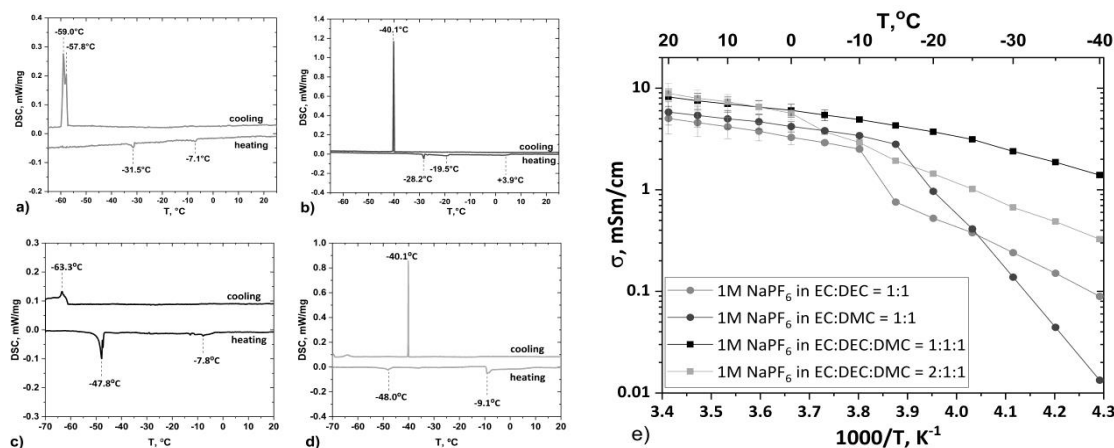 0.4
0.3
0.2
0.1
0.0
-0.1
-0.2
DSC, mW/mg
-59.0°C
-57.8°C
cooling
heating
-31.5°C
-7.1°C
-60 -50 -40 -30 -20 -10 0 10 20
T, °C
a)
1.4
1.2
1.0
0.8
0.6
0.4
0.2
0.0
-0.2
-0.4
DSC, mW/mg
-40.1°C
cooling
heating
-28.2°C
-19.5°C
+3.9°C
-60 -50 -40 -30 -20 -10 0 10 20
T, °C
b)
0.3
0.2
0.1
0.0
-0.1
-0.2
-0.3
DSC, mW/mg
-63.3°C
cooling
heating
-47.8°C
-7.8°C
-70 -60 -50 -40 -30 -20 -10 0 10 20
T, °C
c)
1.0
0.8
0.6
0.4
0.2
0.0
-0.2
-0.4
-0.6
DSC, mW/mg
-40.1°C
cooling
heating
-48.0°C
-9.1°C
-70 -60 -50 -40 -30 -20 -10 0 10 20
T, °C
d)
T,°C
20 10 0 -10 -20 -30 -40
10
1
0.1
0.01
σ, mSm/cm
1M NaPF6 in EC:DEC = 1:1
1M NaPF6 in EC:DMC = 1:1
1M NaPF6 in EC:DEC:DMC = 1:1:1
1M NaPF6 in EC:DEC:DMC = 2:1:1
3.4 3.5 3.6 3.7 3.8 3.9 4.0 4.1 4.2 4.3
1000/T, K-1
e)